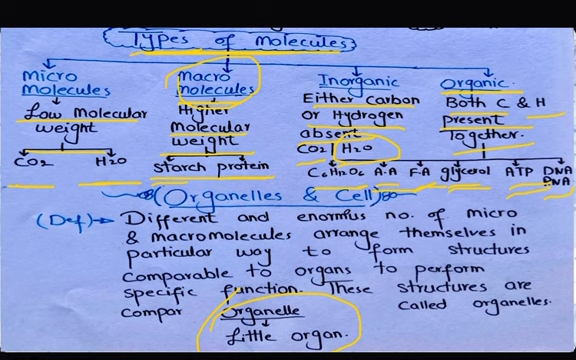 Types of Molecules
Micro Molecules
Macro Molecules
Inorganic
Organic
Low Molecular weight
Higher Molecular weight
Either Carbon or Hydrogen absent
Both C & H present Together
CO2 H2O
starch protein
CO2 H2O
C6H12O6 A.A F.A glycerol ATP DNA
RNA
(Organelles & Cell)
(Def) Different and enormus no. of micro
& macromolecules arrange themselves in
particular way to form structures
comparable to organs to perform
specific function. These structures are
compar Organelle called organelles.
Little organ.